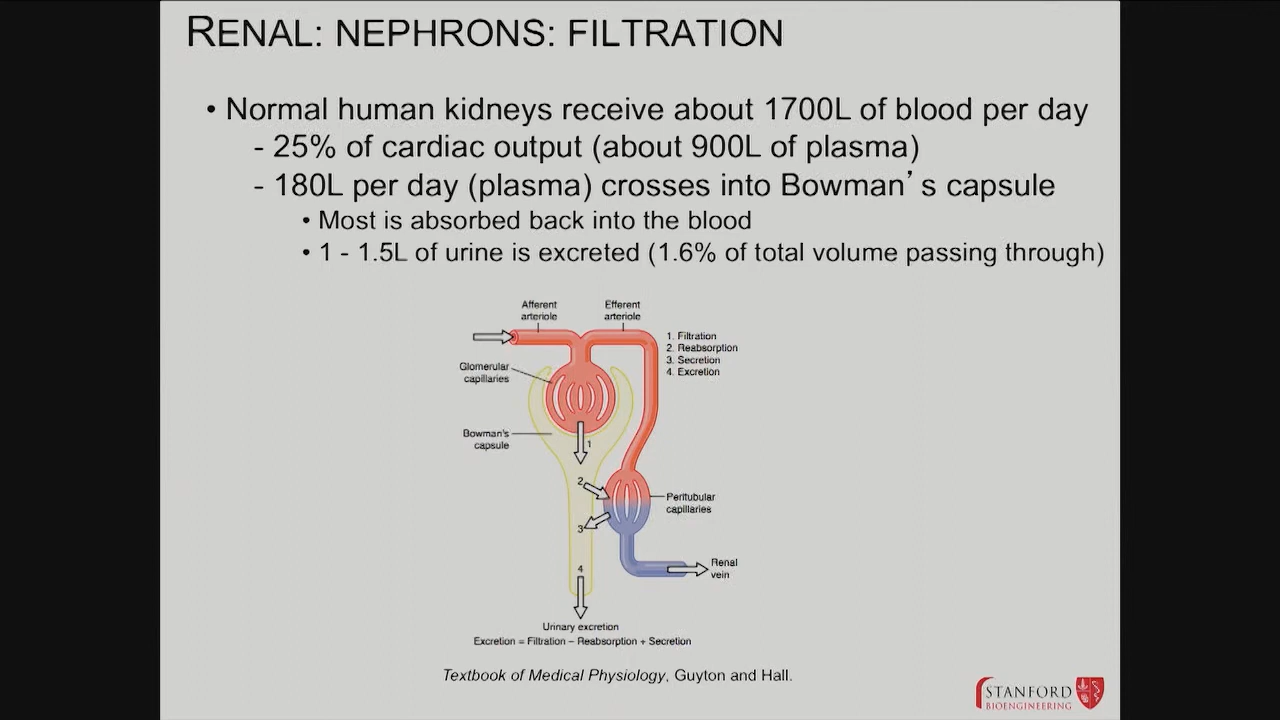 RENAL: NEPHRONS: FILTRATION
• Normal human kidneys receive about 1700L of blood per day
- 25% of cardiac output (about 900L of plasma)
- 180L per day (plasma) crosses into Bowman’s capsule
• Most is absorbed back into the blood
• 1 - 1.5L of urine is excreted (1.6% of total volume passing through)
Afferent
arteriole
Efferent
arteriole
1. Filtration
2. Reabsorption
3. Secretion
4. Excretion
Glomerular
capillaries
Bowman's
capsule
1
2
3
4
Peritubular
capillaries
Renal
vein
Urinary excretion
Excretion = Filtration – Reabsorption + Secretion
Textbook of Medical Physiology, Guyton and Hall.
STANFORD
BIOENGINEERING